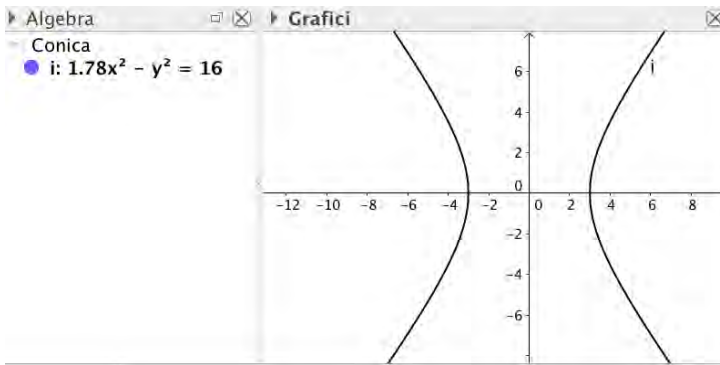 Algebra
Conica
i: 1.78x² − y² = 16
Grafici
i
6
4
2
0
-12 -10 -8 -6 -4 -2 0 2 4 6 8
-2
-4
-6